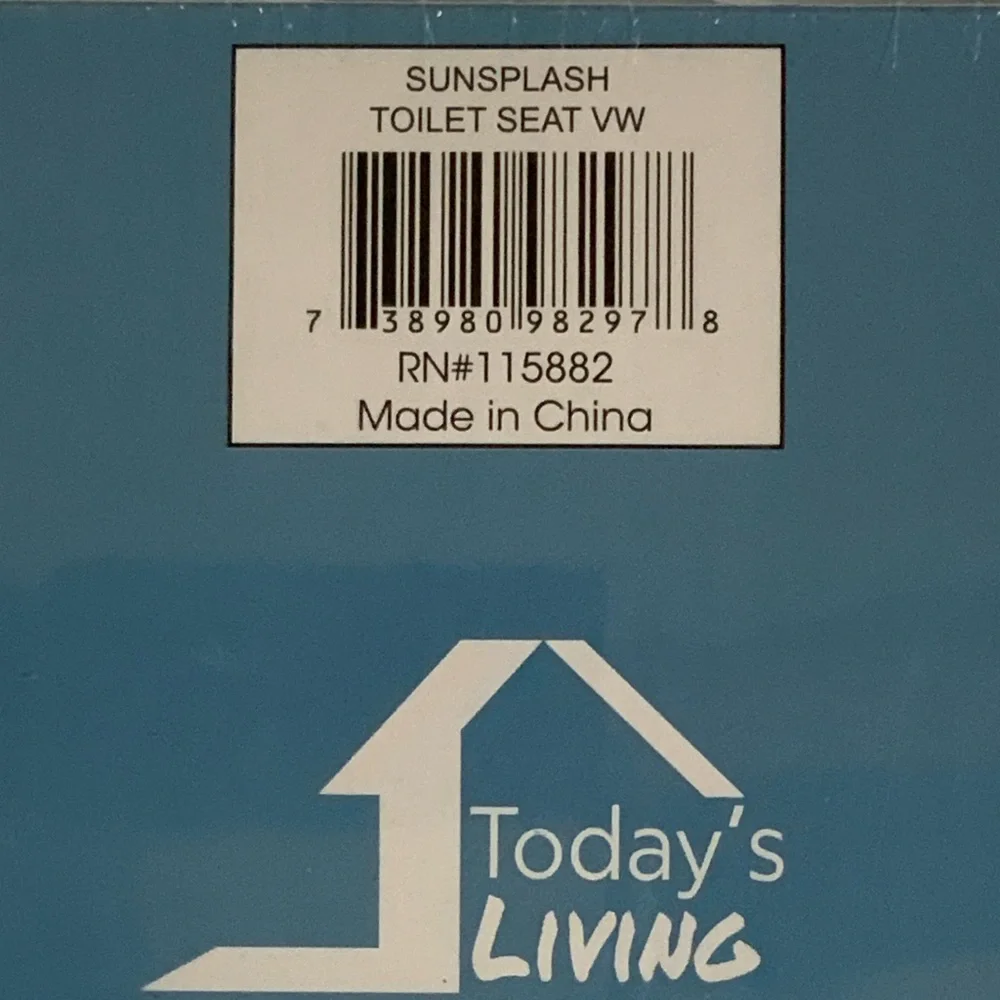 SUNSPLASH
TOILET SEAT VW
7 38980 98297 8
RN#115882
Made in China
Today's
LIVING